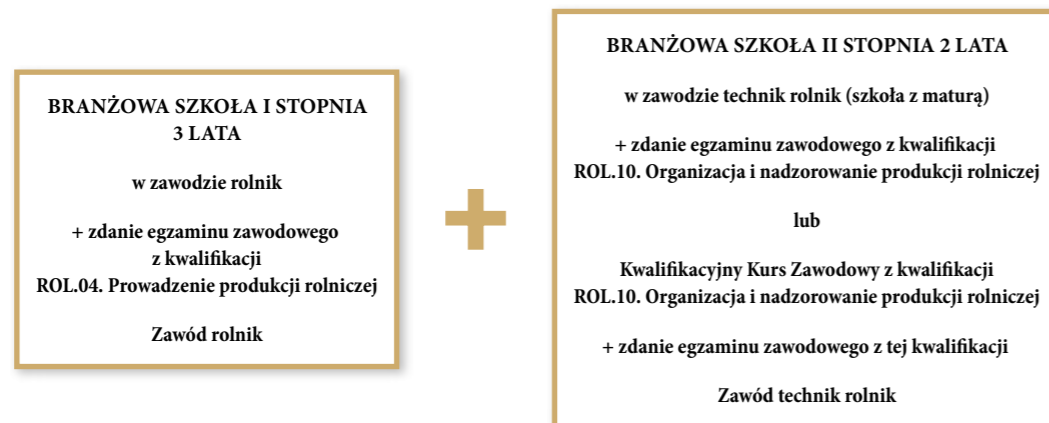 BRANŻOWA SZKOŁA I STOPNIA
3 LATA
w zawodzie rolnik
+ zdanie egzaminu zawodowego
z kwalifikacji
ROL.04. Prowadzenie produkcji rolniczej
Zawód rolnik
+
BRANŻOWA SZKOŁA II STOPNIA 2 LATA
w zawodzie technik rolnik (szkoła z maturą)
+ zdanie egzaminu zawodowego z kwalifikacji
ROL.10. Organizacja i nadzorowanie produkcji rolniczej
lub
Kwalifikacyjny Kurs Zawodowy z kwalifikacji
ROL.10. Organizacja i nadzorowanie produkcji rolniczej
+ zdanie egzaminu zawodowego z tej kwalifikacji
Zawód technik rolnik